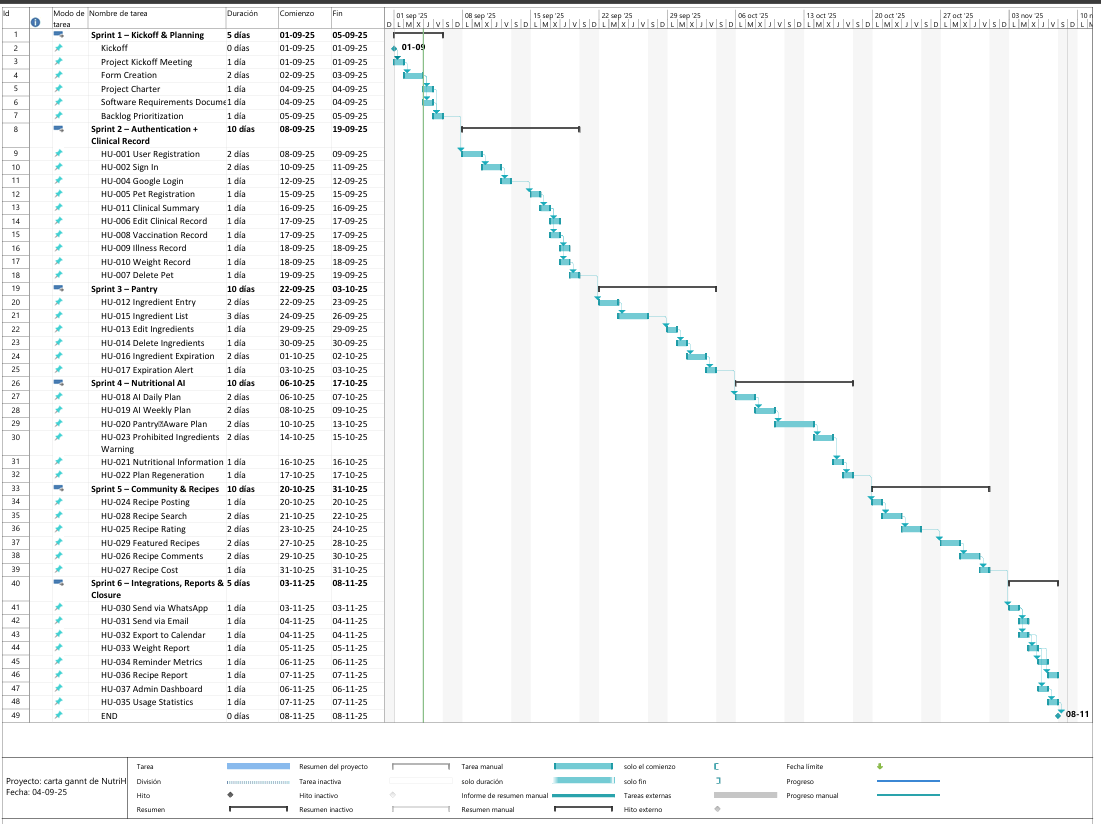 Id Modo de tarea Nombre de tarea Duración Comienzo Fin
01 sep '25 08 sep '25 15 sep '25 22 sep '25 29 sep '25 06 oct '25 13 oct '25 20 oct '25 27 oct '25 03 nov '25
D L M X J V S D L M X J V S D L M X J V S D L M X J V S D L M X J V S D L M X J V S D L M X J V S D L M X J V S D L M X J V S D L M X J V S D L M
1 Sprint 1 – Kickoff & Planning 5 días 01-09-25 05-09-25
2 Kickoff 0 días 01-09-25 01-09-25 01-09
3 Project Kickoff Meeting 1 día 01-09-25 01-09-25
4 Form Creation 2 días 02-09-25 03-09-25
5 Project Charter 1 día 04-09-25 04-09-25
6 Software Requirements Docume 1 día 04-09-25 04-09-25
7 Backlog Prioritization 1 día 05-09-25 05-09-25
8 Sprint 2 – Authentication + 10 días 08-09-25 19-09-25
Clinical Record
9 HU-001 User Registration 2 días 08-09-25 09-09-25
10 HU-002 Sign In 2 días 10-09-25 11-09-25
11 HU-004 Google Login 1 día 12-09-25 12-09-25
12 HU-005 Pet Registration 1 día 15-09-25 15-09-25
13 HU-011 Clinical Summary 1 día 16-09-25 16-09-25
14 HU-006 Edit Clinical Record 1 día 17-09-25 17-09-25
15 HU-008 Vaccination Record 1 día 17-09-25 17-09-25
16 HU-009 Illness Record 1 día 18-09-25 18-09-25
17 HU-010 Weight Record 1 día 18-09-25 18-09-25
18 HU-007 Delete Pet 1 día 19-09-25 19-09-25
19 Sprint 3 – Pantry 10 días 22-09-25 03-10-25
20 HU-012 Ingredient Entry 2 días 22-09-25 23-09-25
21 HU-015 Ingredient List 3 días 24-09-25 26-09-25
22 HU-013 Edit Ingredients 1 día 29-09-25 29-09-25
23 HU-014 Delete Ingredients 1 día 30-09-25 30-09-25
24 HU-016 Ingredient Expiration 2 días 01-10-25 02-10-25
25 HU-017 Expiration Alert 1 día 03-10-25 03-10-25
26 Sprint 4 – Nutritional AI 10 días 06-10-25 17-10-25
27 HU-018 AI Daily Plan 2 días 06-10-25 07-10-25
28 HU-019 AI Weekly Plan 2 días 08-10-25 09-10-25
29 HU-020 Pantry Aware Plan 2 días 10-10-25 13-10-25
30 HU-023 Prohibited Ingredients 2 días 14-10-25 15-10-25
Warning
31 HU-021 Nutritional Information 1 día 16-10-25 16-10-25
32 HU-022 Plan Regeneration 1 día 17-10-25 17-10-25
33 Sprint 5 – Community & Recipes 10 días 20-10-25 31-10-25
34 HU-024 Recipe Posting 1 día 20-10-25 20-10-25
35 HU-028 Recipe Search 2 días 21-10-25 22-10-25
36 HU-025 Recipe Rating 2 días 23-10-25 24-10-25
37 HU-029 Featured Recipes 2 días 27-10-25 28-10-25
38 HU-026 Recipe Comments 2 días 29-10-25 30-10-25
39 HU-027 Recipe Cost 1 día 31-10-25 31-10-25
40 Sprint 6 – Integrations, Reports & 5 días 03-11-25 08-11-25
Closure
41 HU-030 Send via WhatsApp 1 día 03-11-25 03-11-25
42 HU-031 Send via Email 1 día 04-11-25 04-11-25
43 HU-032 Export to Calendar 1 día 04-11-25 04-11-25
44 HU-033 Weight Report 1 día 05-11-25 05-11-25
45 HU-034 Reminder Metrics 1 día 06-11-25 06-11-25
46 HU-036 Recipe Report 1 día 07-11-25 07-11-25
47 HU-037 Admin Dashboard 1 día 06-11-25 06-11-25
48 HU-035 Usage Statistics 1 día 07-11-25 07-11-25
49 END 0 días 08-11-25 08-11-25 08-11
Proyecto: carta gannt de NutriH
Fecha: 04-09-25
Tarea Resumen del proyecto Tarea manual solo el comienzo Fecha límite
División Tarea inactiva solo duración solo fin Progreso
Hito Hito inactivo Informe de resumen manual Tareas externas Progreso manual
Resumen Resumen inactivo Resumen manual Hito externo